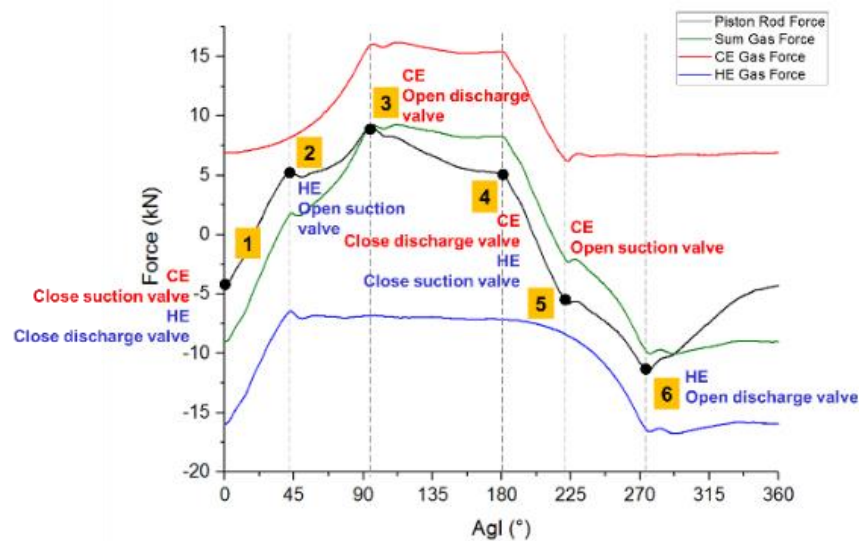 Piston Rod Force
Sum Gas Force
CE Gas Force
HE Gas Force
Force (kN)
15
10
5
0
-5
-10
-15
-20
0
45
90
135
180
225
270
315
360
Agl (°)
1
CE
Close suction valve
HE
Close discharge valve
2
HE
Open suction
valve
3
CE
Open discharge
valve
4
CE
Close discharge valve
HE
Close suction valve
5
CE
Open suction valve
6
HE
Open discharge valve